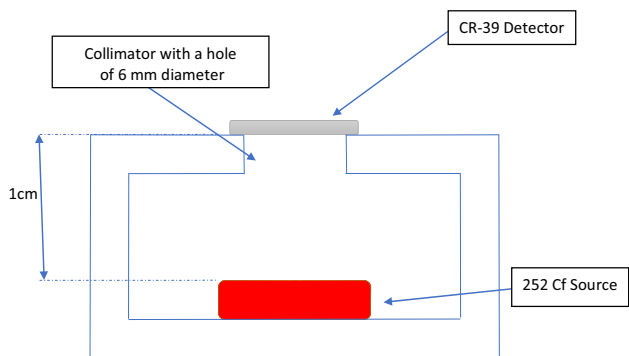 CR-39 Detector
Collimator with a hole
of 6 mm diameter
1cm
252 Cf Source